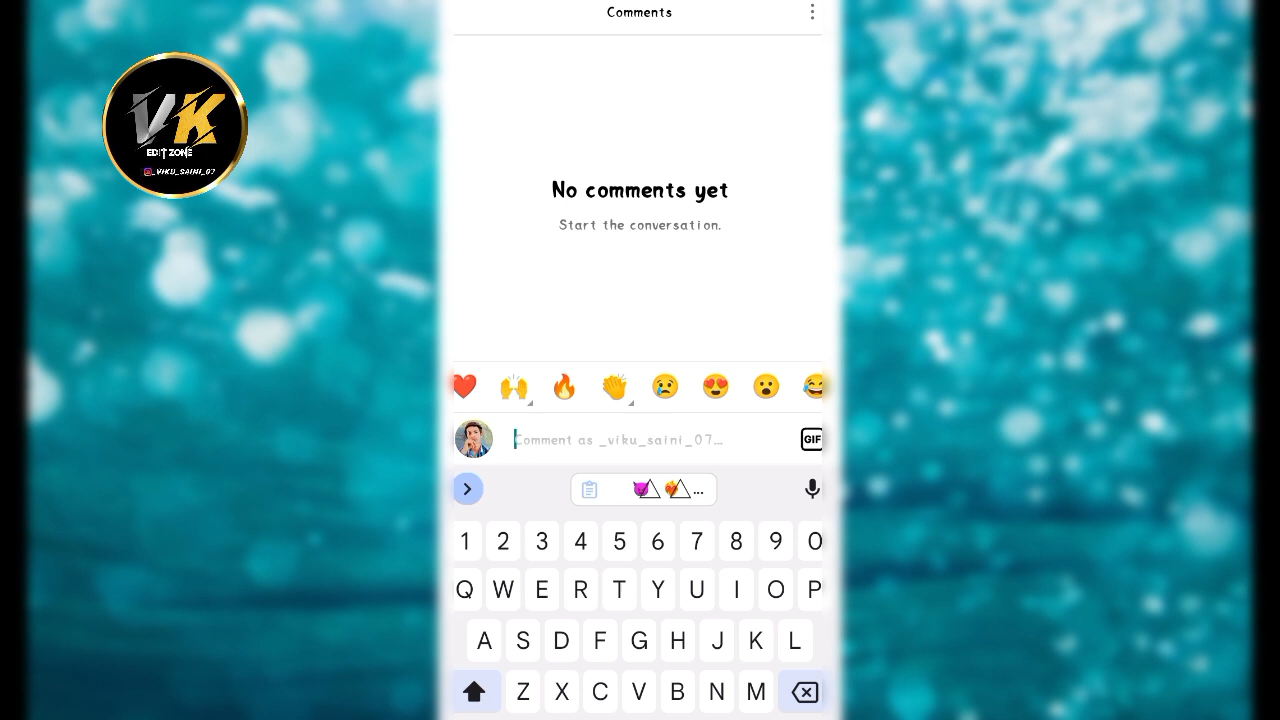 Comments
VK
EDIT ZONE
_VIKU_SAINI_07
No comments yet
Start the conversation.
Comment as _viku_saini_07...
GIF
...
1 2 3 4 5 6 7 8 9 0
Q W E R T Y U I O P
A S D F G H J K L
Z X C V B N M